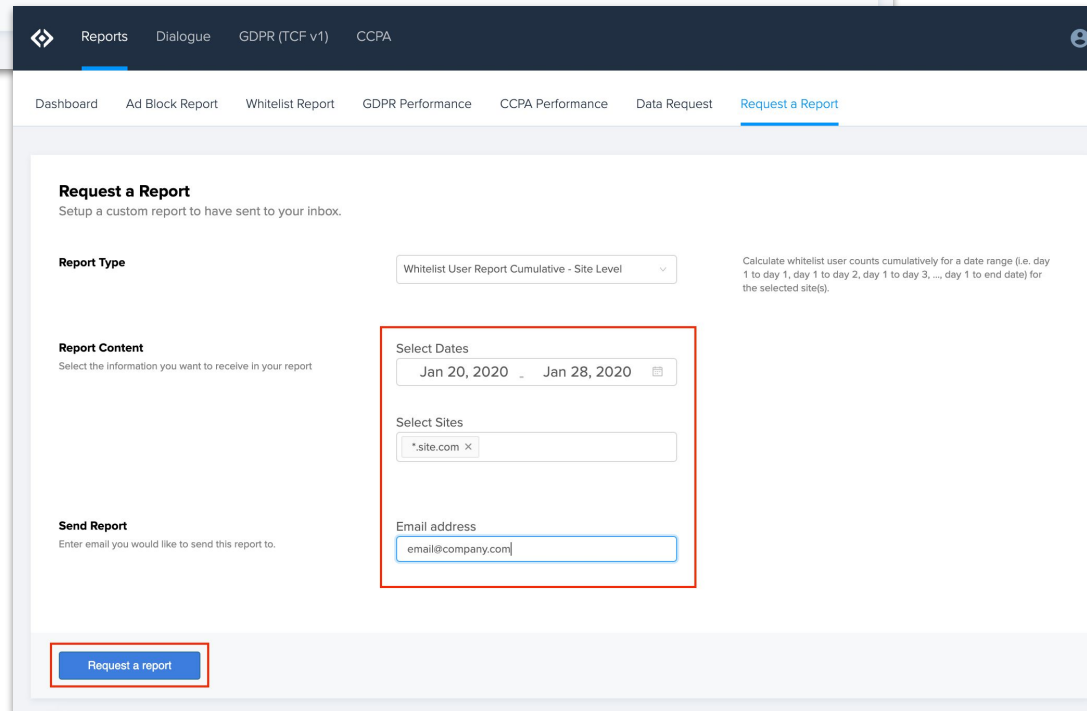 Reports Dialogue GDPR (TCF v1) CCPA
Dashboard Ad Block Report Whitelist Report GDPR Performance CCPA Performance Data Request Request a Report
Request a Report
Setup a custom report to have sent to your inbox.
Report Type
Whitelist User Report Cumulative - Site Level
Calculate whitelist user counts cumulatively for a date range (i.e. day
1 to day 1, day 1 to day 2, day 1 to day 3, ..., day 1 to end date) for
the selected site(s).
Report Content
Select the information you want to receive in your report
Select Dates
Jan 20, 2020 - Jan 28, 2020
Select Sites
*.site.com ×
Send Report
Enter email you would like to send this report to.
Email address
email@company.com
Request a report